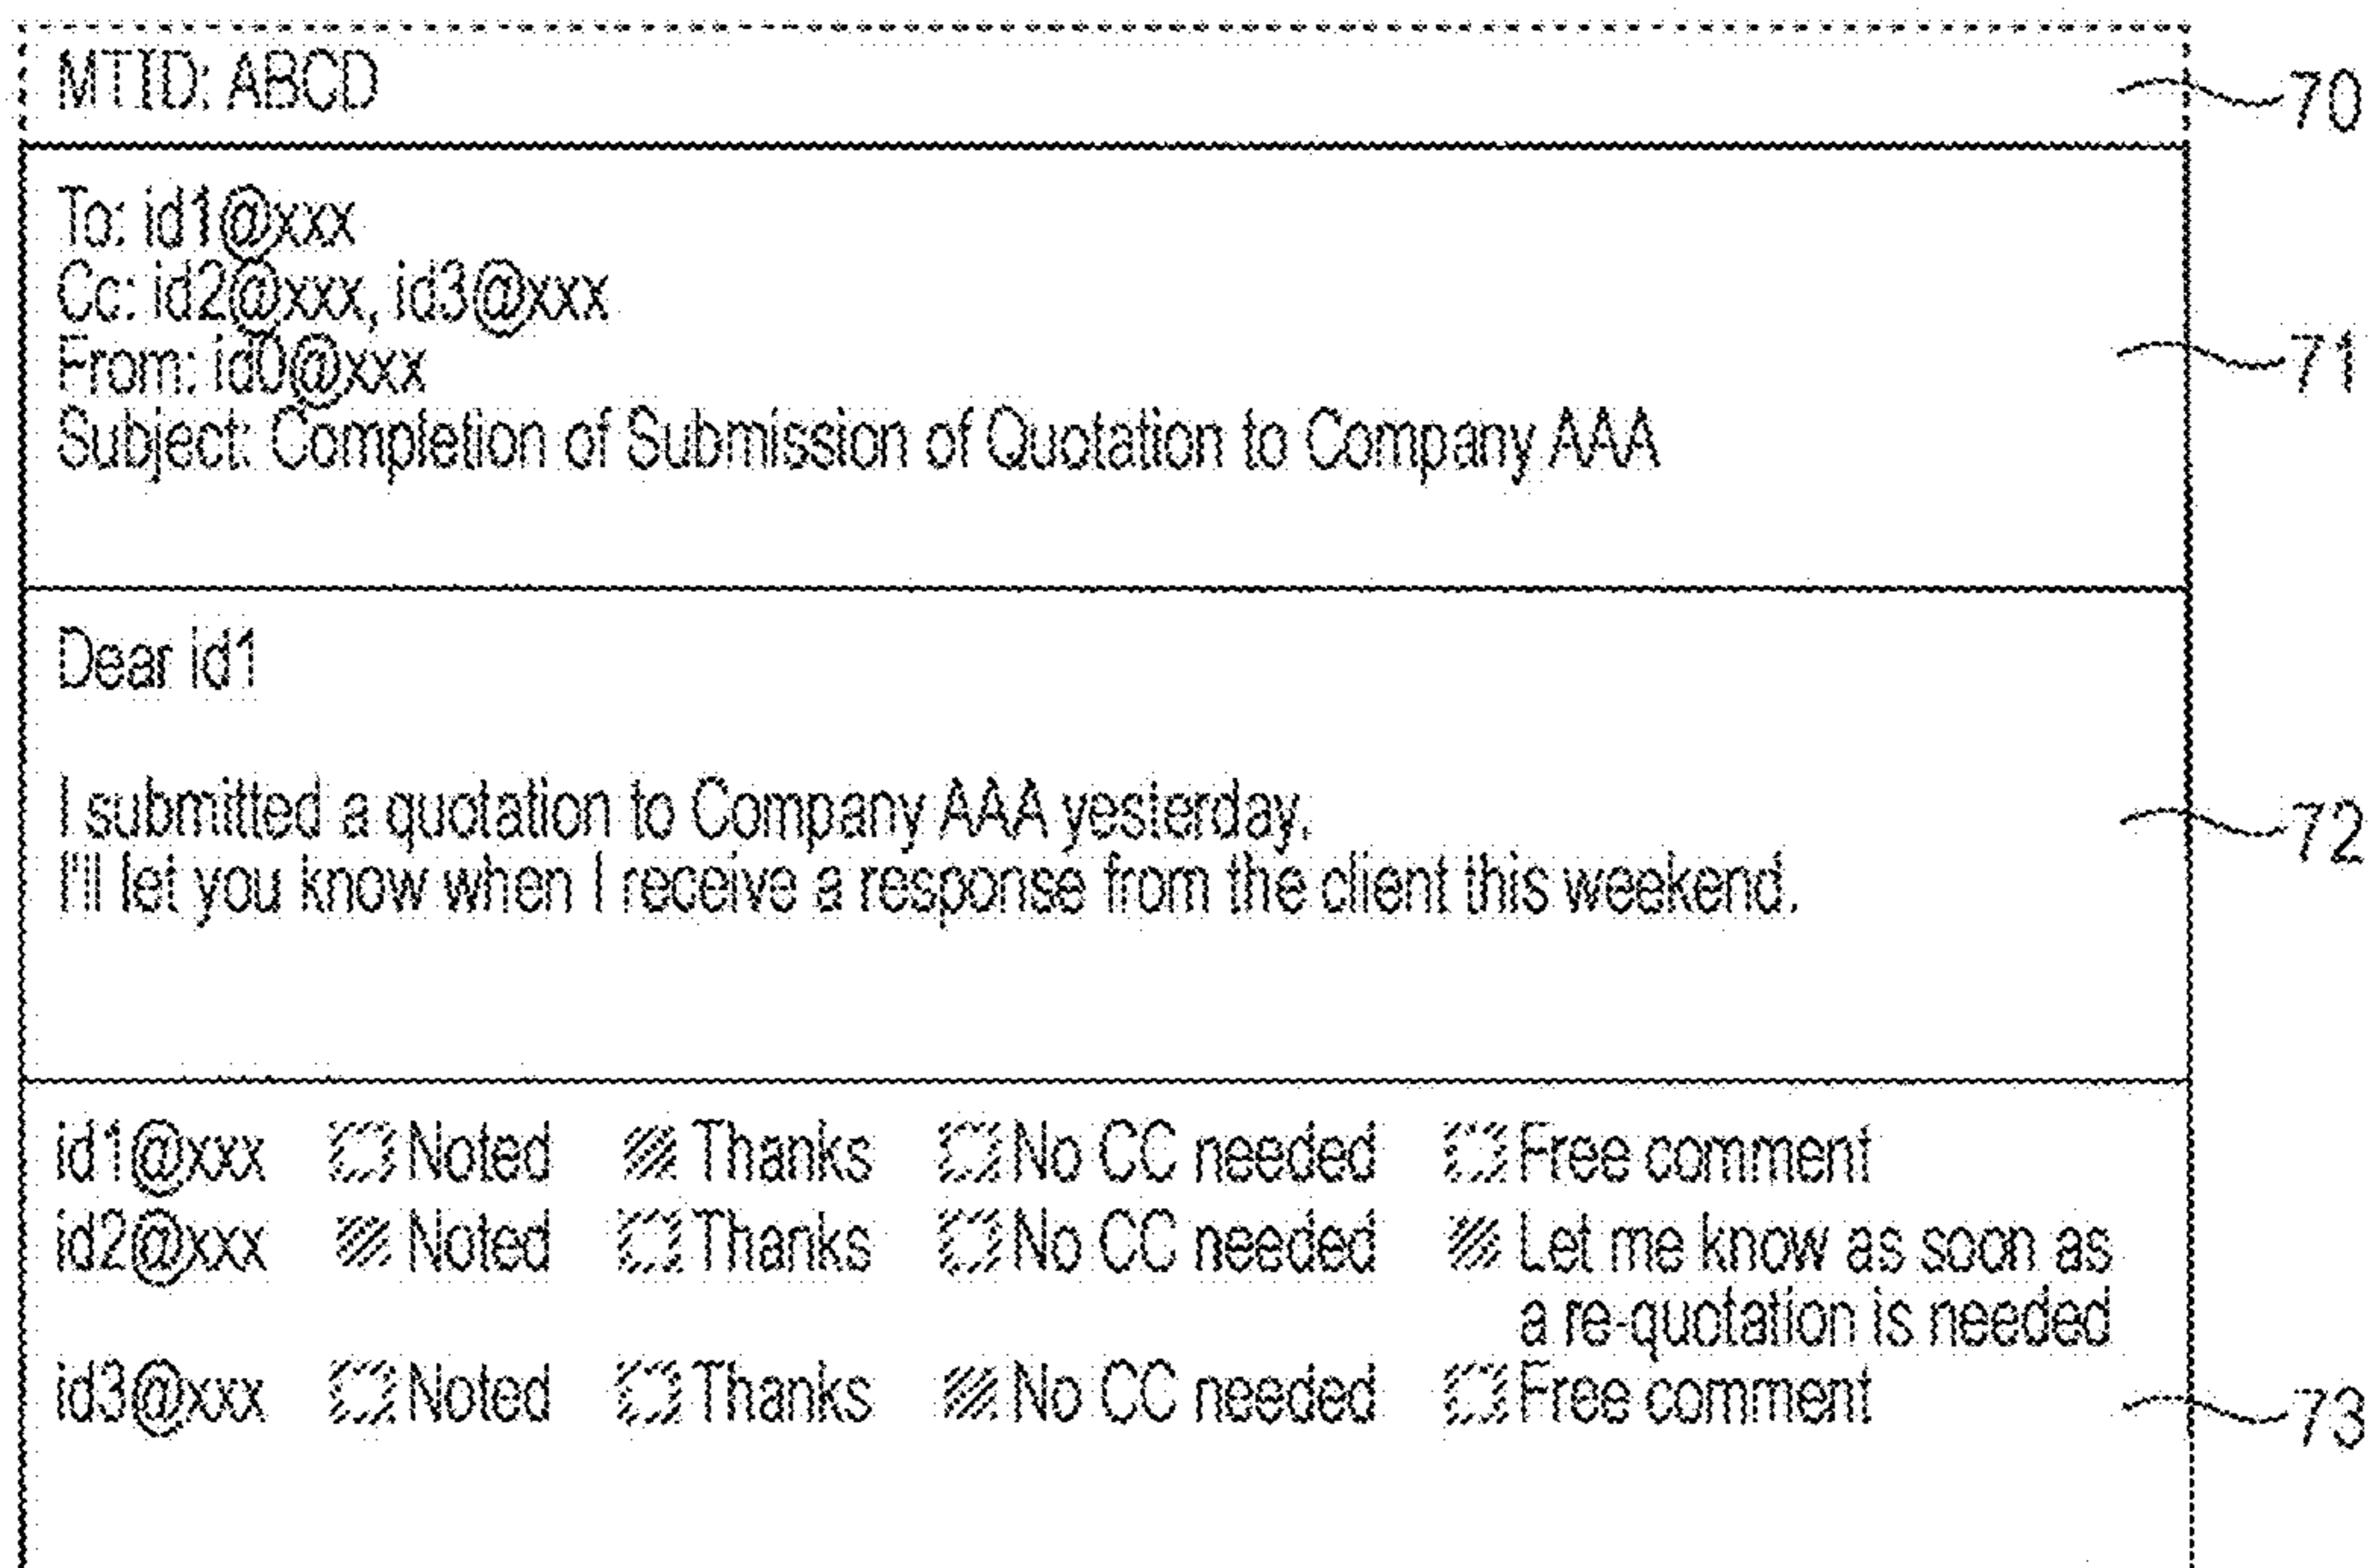 MTID: ABCD 70
To: id1@xxx
Cc: id2@xxx, id3@xxx
From: id0@xxx 71
Subject: Completion of Submission of Quotation to Company AAA
Dear id1
I submitted a quotation to Company AAA yesterday. 72
I'll let you know when I receive a response from the client this weekend.
id1@xxx Noted Thanks No CC needed Free comment
id2@xxx Noted Thanks No CC needed Let me know as soon as
a re-quotation is needed
id3@xxx Noted Thanks No CC needed Free comment 73